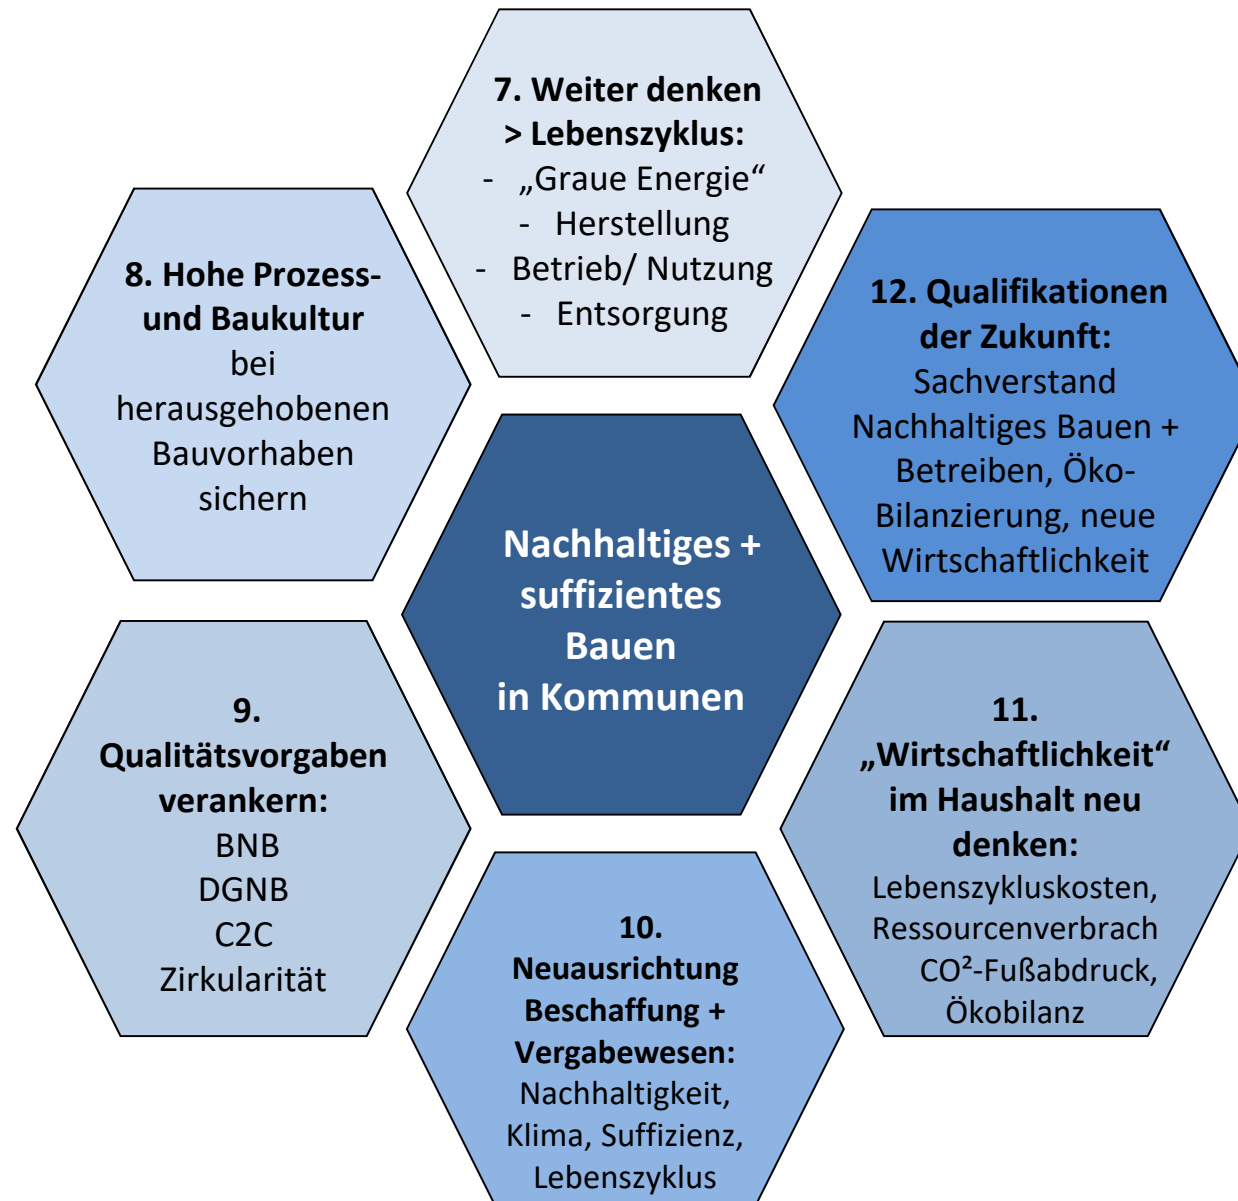 7. Weiter denken
> Lebenszyklus:
- „Graue Energie“
- Herstellung
- Betrieb/ Nutzung
- Entsorgung
8. Hohe Prozess-
und Baukultur
bei
herausgehobenen
Bauvorhaben
sichern
12. Qualifikationen
der Zukunft:
Sachverstand
Nachhaltiges Bauen +
Betreiben, Öko-
Bilanzierung, neue
Wirtschaftlichkeit
Nachhaltiges +
suffizientes
Bauen
in Kommunen
9.
Qualitätsvorgaben
verankern:
BNB
DGNB
C2C
Zirkularität
11.
„Wirtschaftlichkeit“
im Haushalt neu
denken:
Lebenszykluskosten,
Ressourcenverbrach
CO²-Fußabdruck,
Ökobilanz
10.
Neuausrichtung
Beschaffung +
Vergabewesen:
Nachhaltigkeit,
Klima, Suffizienz,
Lebenszyklus